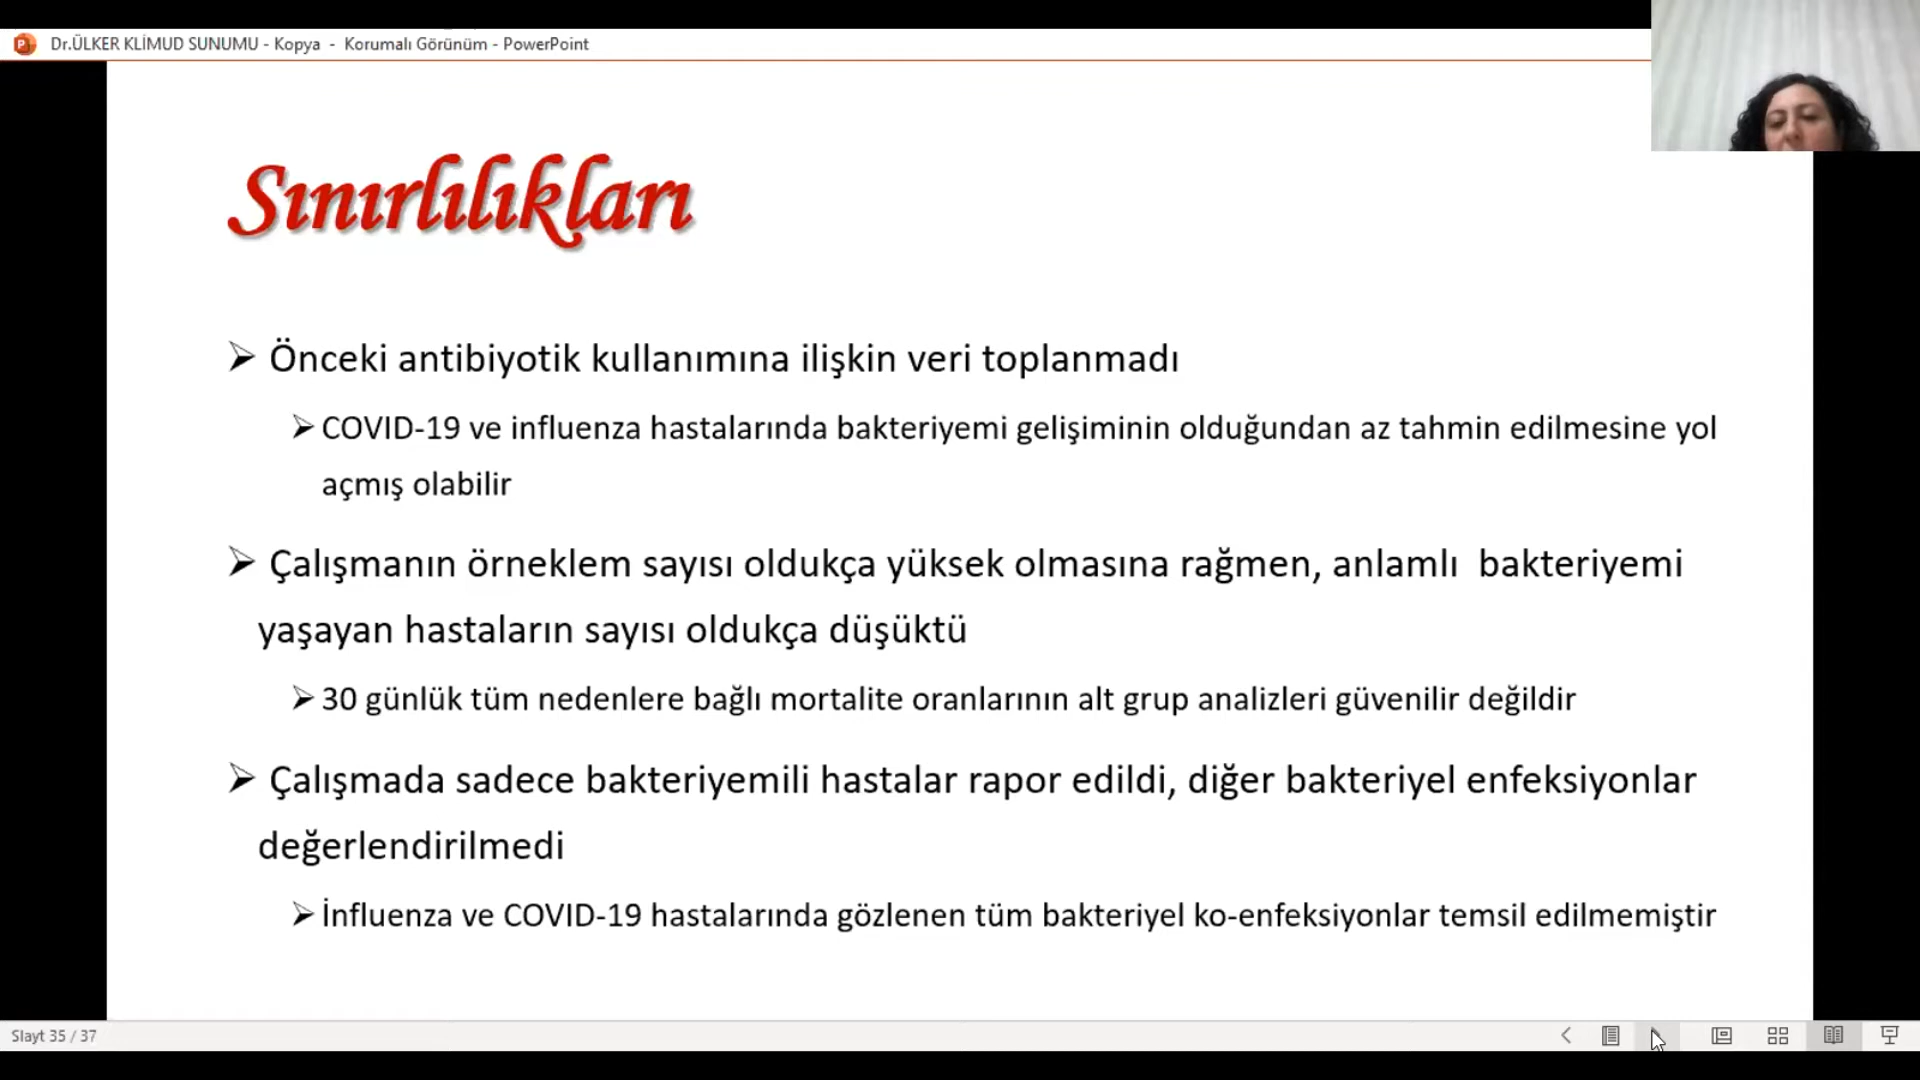 Dr.ÜLKER KLİMUD SUNUMU - Kopya - Korumalı Görünüm - PowerPoint
Sınırlılıkları
Önceki antibiyotik kullanımına ilişkin veri toplanmadı
COVID-19 ve influenza hastalarında bakteriyemi gelişiminin olduğundan az tahmin edilmesine yol
açmış olabilir
Çalışmanın örneklem sayısı oldukça yüksek olmasına rağmen, anlamlı bakteriyemi
yaşayan hastaların sayısı oldukça düşüktü
30 günlük tüm nedenlere bağlı mortalite oranlarının alt grup analizleri güvenilir değildir
Çalışmada sadece bakteriyemili hastalar rapor edildi, diğer bakteriyel enfeksiyonlar
değerlendirilmedi
İnfluenza ve COVID-19 hastalarında gözlenen tüm bakteriyel ko-enfeksiyonlar temsil edilmemiştir
Slayt 35 / 37